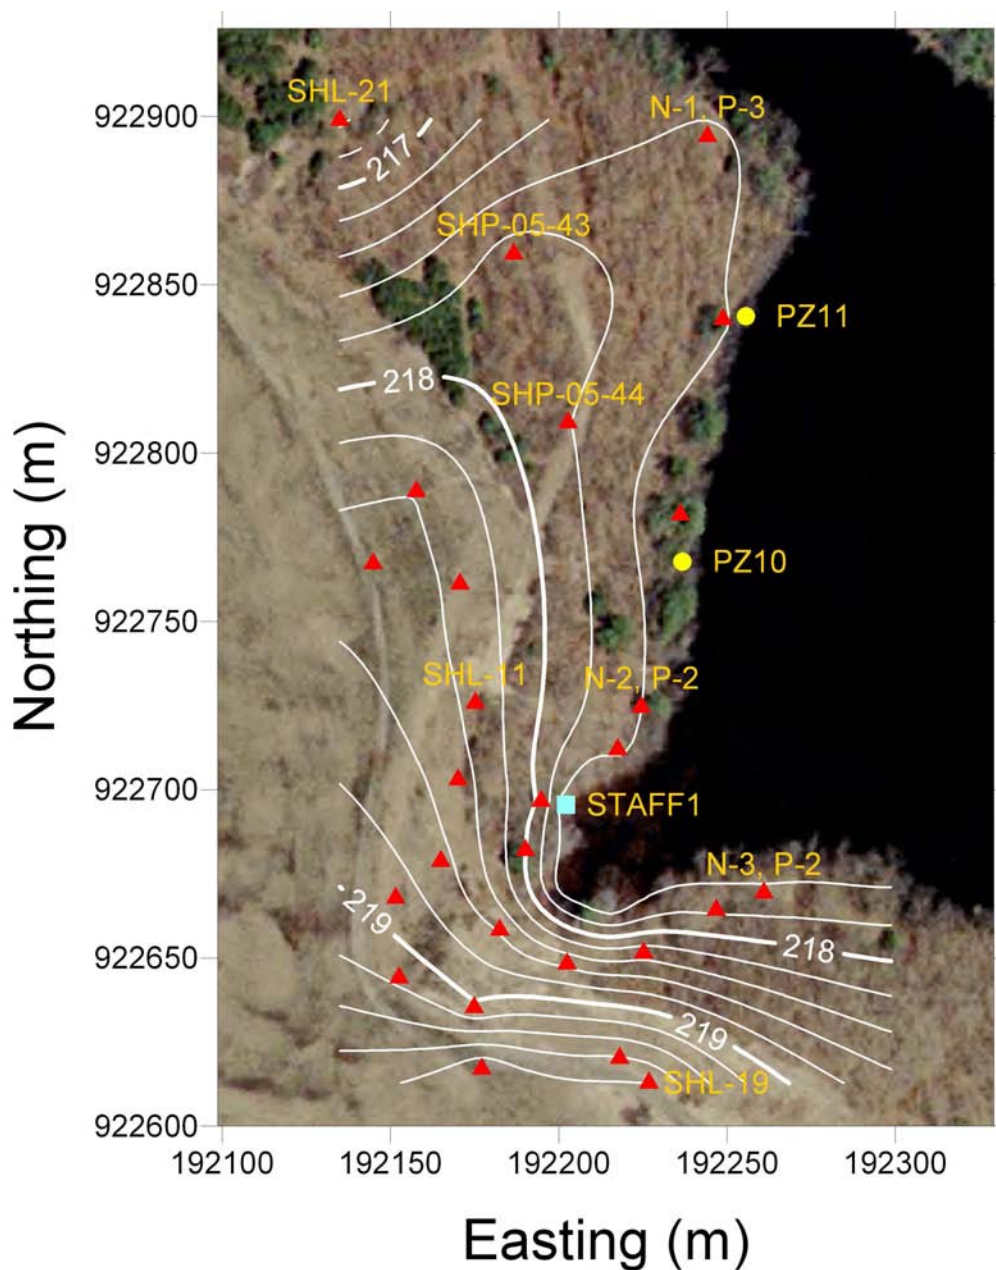 SHL-21
N-1, P-3
922900
217
SHP-05-43
922850
PZ11
218
SHP-05-44
922800
PZ10
922750
SHL-11
N-2, P-2
922700
STAFF1
N-3, P-2
219
922650
218
219
SHL-19
922600
192100
192150
192200
192250
192300
Northing (m)
Easting (m)